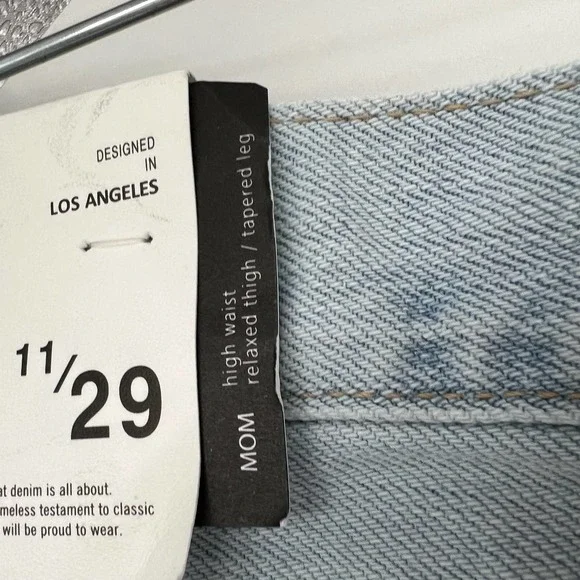 DESIGNED
IN
LOS ANGELES
11/29
at denim is all about.
meless testament to classic
will be proud to wear.
MOM high waist
relaxed thigh / tapered leg